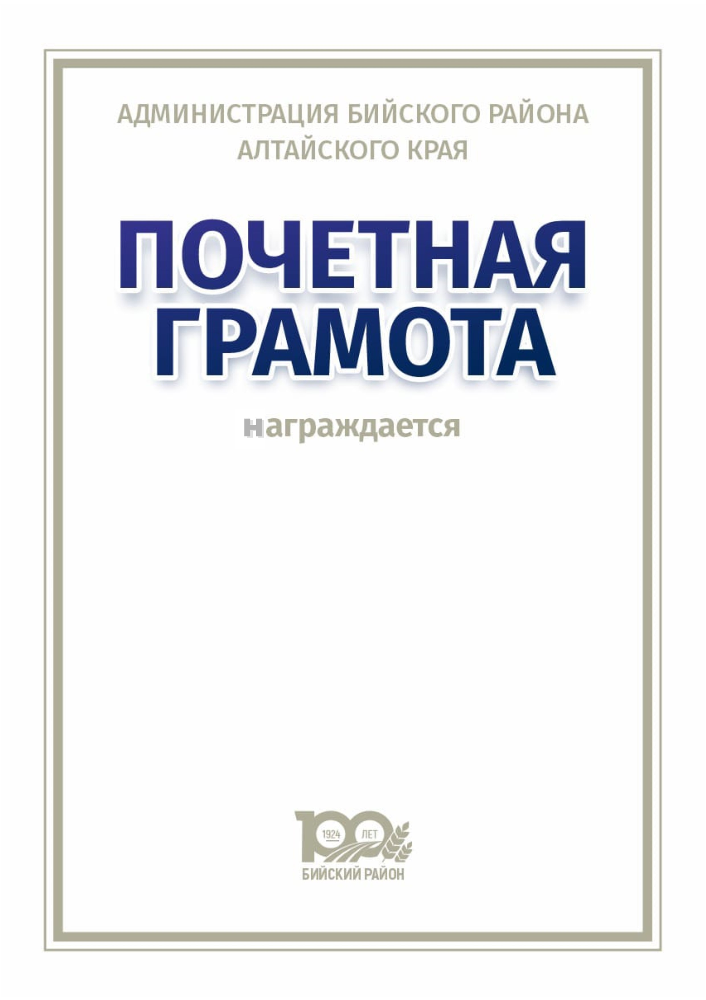 АДМИНИСТРАЦИЯ БИЙСКОГО РАЙОНА
АЛТАЙСКОГО КРАЯ
ПОЧЕТНАЯ
ГРАМОТА
награждается
1924 ЛЕТ
БИЙСКИЙ РАЙОН